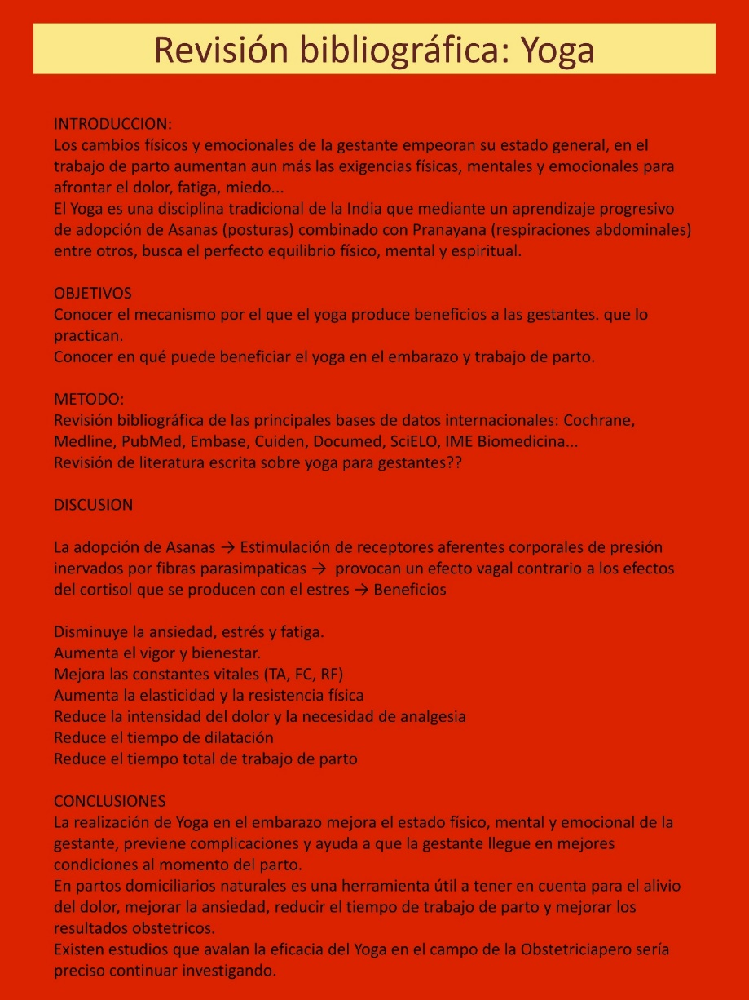 Revisión bibliográfica: Yoga
INTRODUCCION:
Los cambios físicos y emocionales de la gestante empeoran su estado general, en el
trabajo de parto aumentan aun más las exigencias físicas, mentales y emocionales para
afrontar el dolor, fatiga, miedo...
El Yoga es una disciplina tradicional de la India que mediante un aprendizaje progresivo
de adopción de Asanas (posturas) combinado con Pranayana (respiraciones abdominales)
entre otros, busca el perfecto equilibrio físico, mental y espiritual.
OBJETIVOS
Conocer el mecanismo por el que el yoga produce beneficios a las gestantes. que lo
practican.
Conocer en qué puede beneficiar el yoga en el embarazo y trabajo de parto.
METODO:
Revisión bibliográfica de las principales bases de datos internacionales: Cochrane,
Medline, PubMed, Embase, Cuiden, Documed, SciELO, IME Biomedicina...
Revisión de literatura escrita sobre yoga para gestantes??
DISCUSION
La adopción de Asanas → Estimulación de receptores aferentes corporales de presión
inervados por fibras parasimpaticas → provocan un efecto vagal contrario a los efectos
del cortisol que se producen con el estres → Beneficios
Disminuye la ansiedad, estrés y fatiga.
Aumenta el vigor y bienestar.
Mejora las constantes vitales (TA, FC, RF)
Aumenta la elasticidad y la resistencia física
Reduce la intensidad del dolor y la necesidad de analgesia
Reduce el tiempo de dilatación
Reduce el tiempo total de trabajo de parto
CONCLUSIONES
La realización de Yoga en el embarazo mejora el estado físico, mental y emocional de la
gestante, previene complicaciones y ayuda a que la gestante llegue en mejores
condiciones al momento del parto.
En partos domiciliarios naturales es una herramienta útil a tener en cuenta para el alivio
del dolor, mejorar la ansiedad, reducir el tiempo de trabajo de parto y mejorar los
resultados obstetricos.
Existen estudios que avalan la eficacia del Yoga en el campo de la Obstetriciapero sería
preciso continuar investigando.